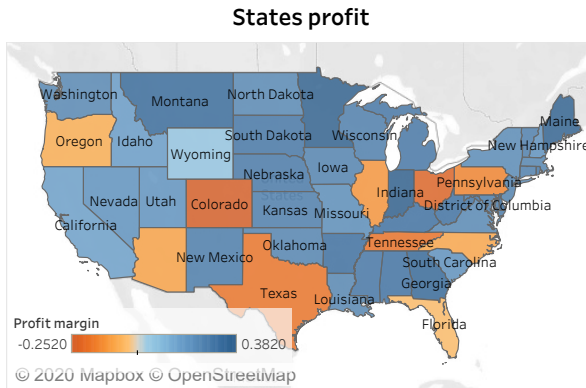 States profit
Washington
Montana
North Dakota
Maine
Oregon
Idaho
South Dakota
Wisconsin
New Hampshire
Wyoming
Nebraska
Iowa
Pennsylvania
Nevada
Utah
Colorado
States
Kansas
Missouri
Indiana
District of Columbia
California
New Mexico
Oklahoma
Tennessee
South Carolina
Texas
Louisiana
Georgia
Florida
Profit margin
-0.2520 0.3820
© 2020 Mapbox © OpenStreetMap